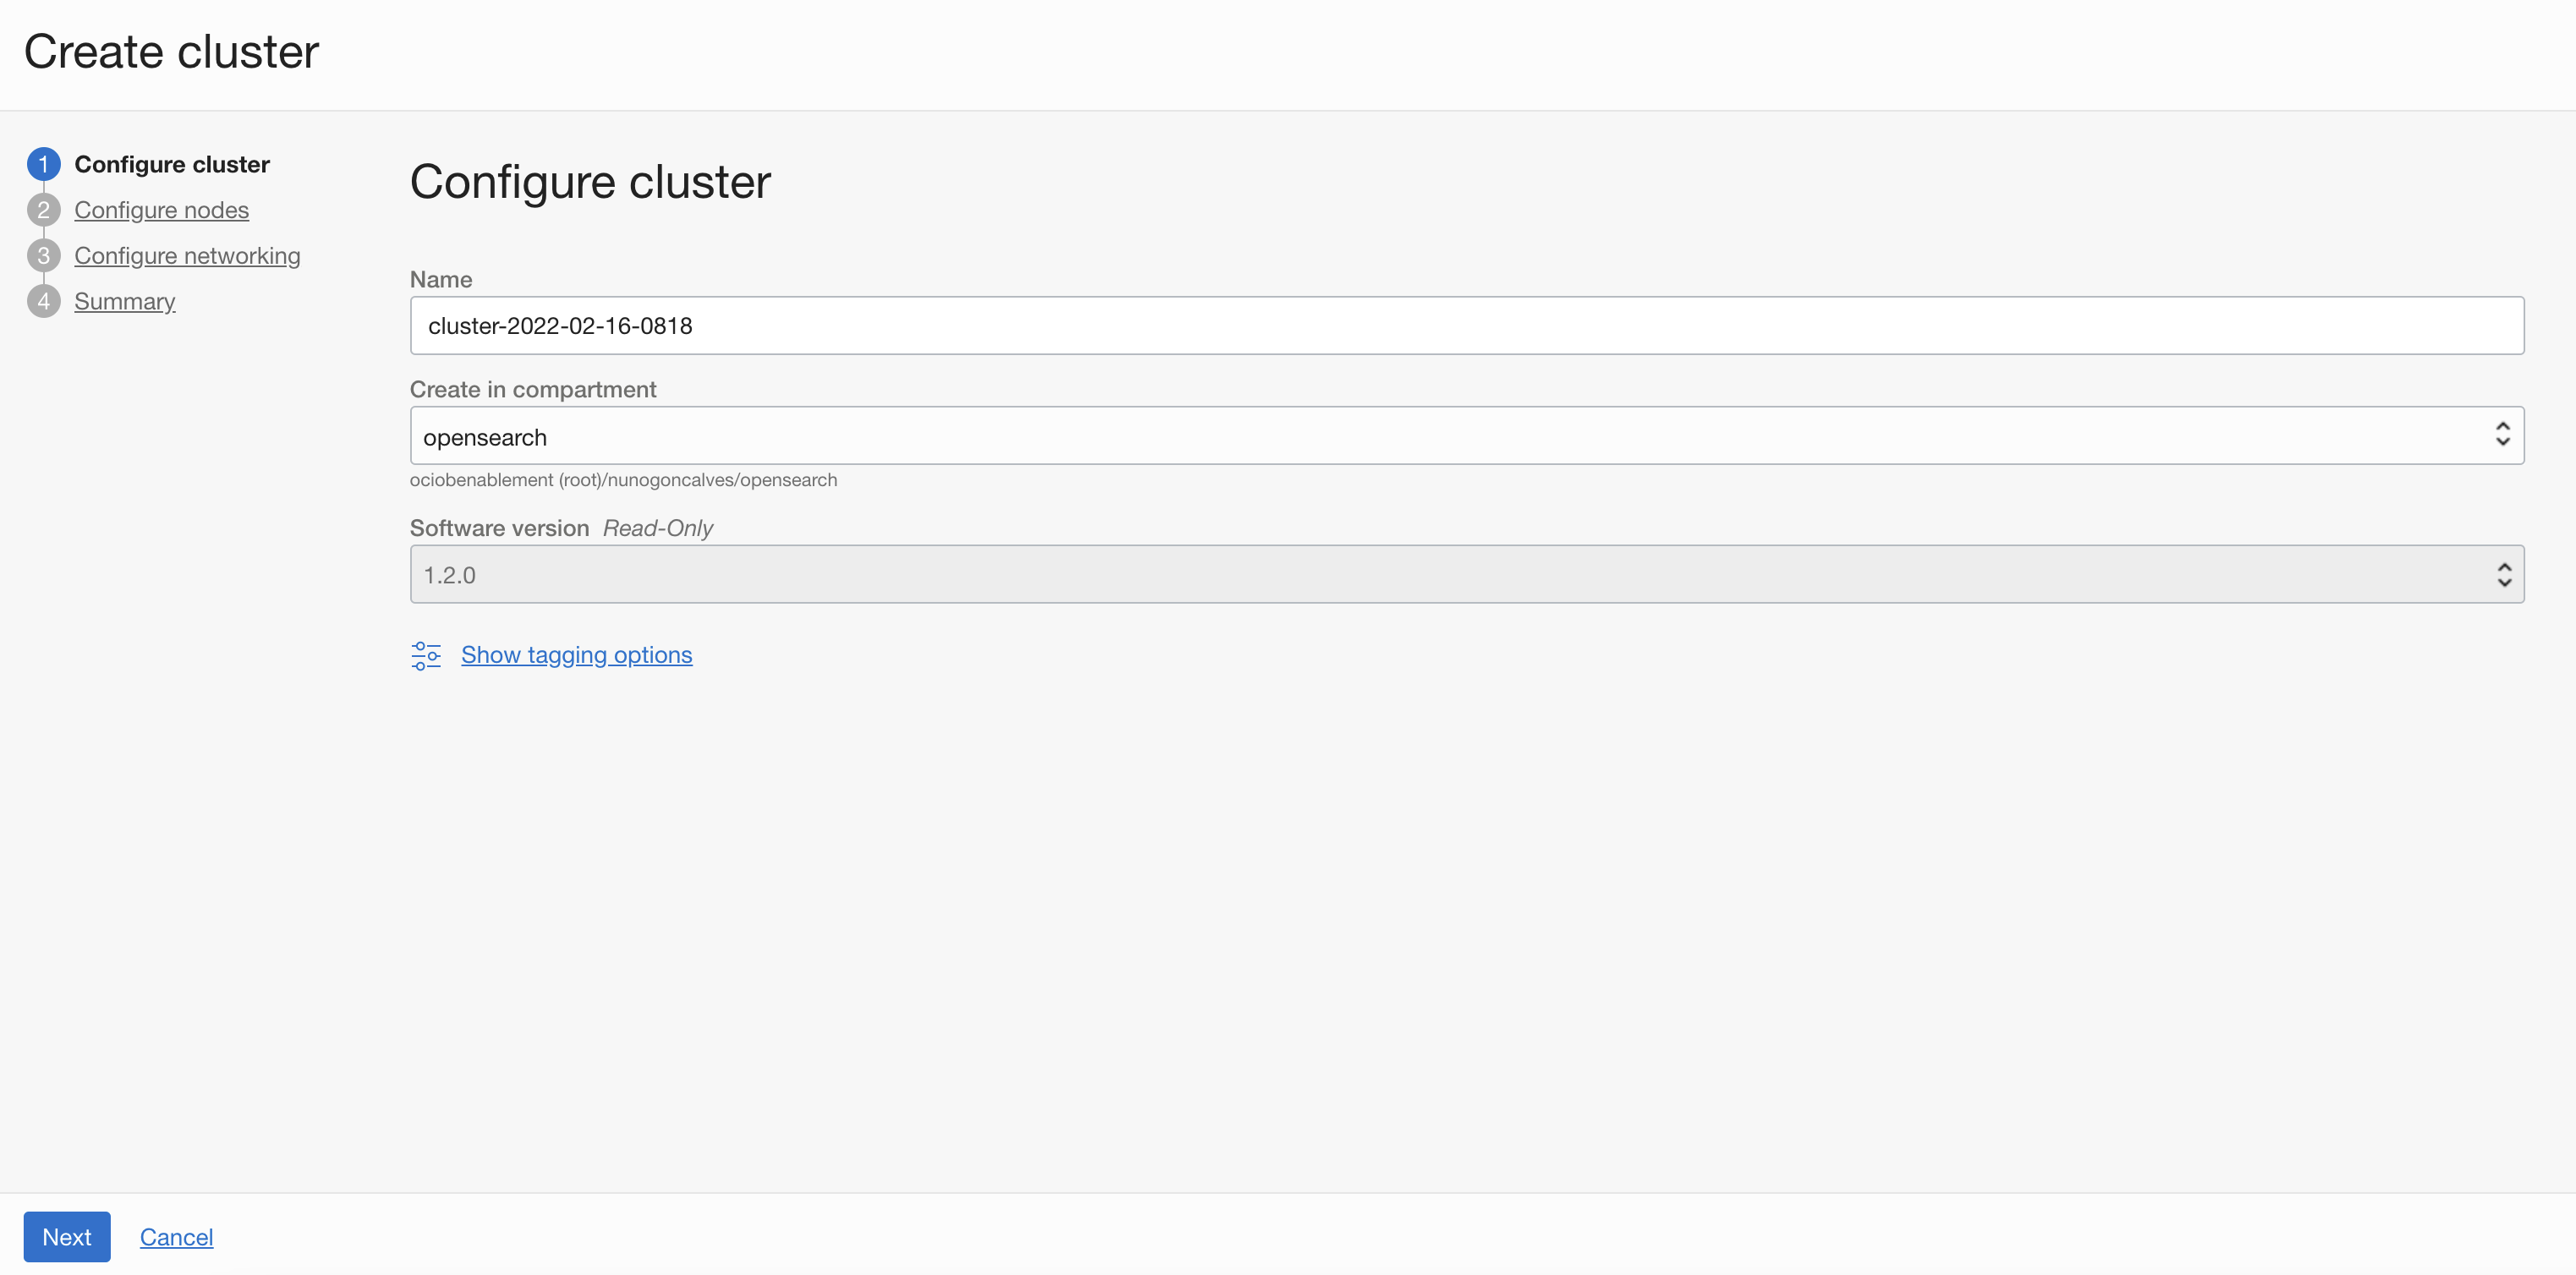 Create cluster
1 Configure cluster
2 Configure nodes
3 Configure networking
4 Summary
Configure cluster
Name
cluster-2022-02-16-0818
Create in compartment
opensearch
ociobenablement (root)/nunogoncalves/opensearch
Software version Read-Only
1.2.0
Show tagging options
Next Cancel